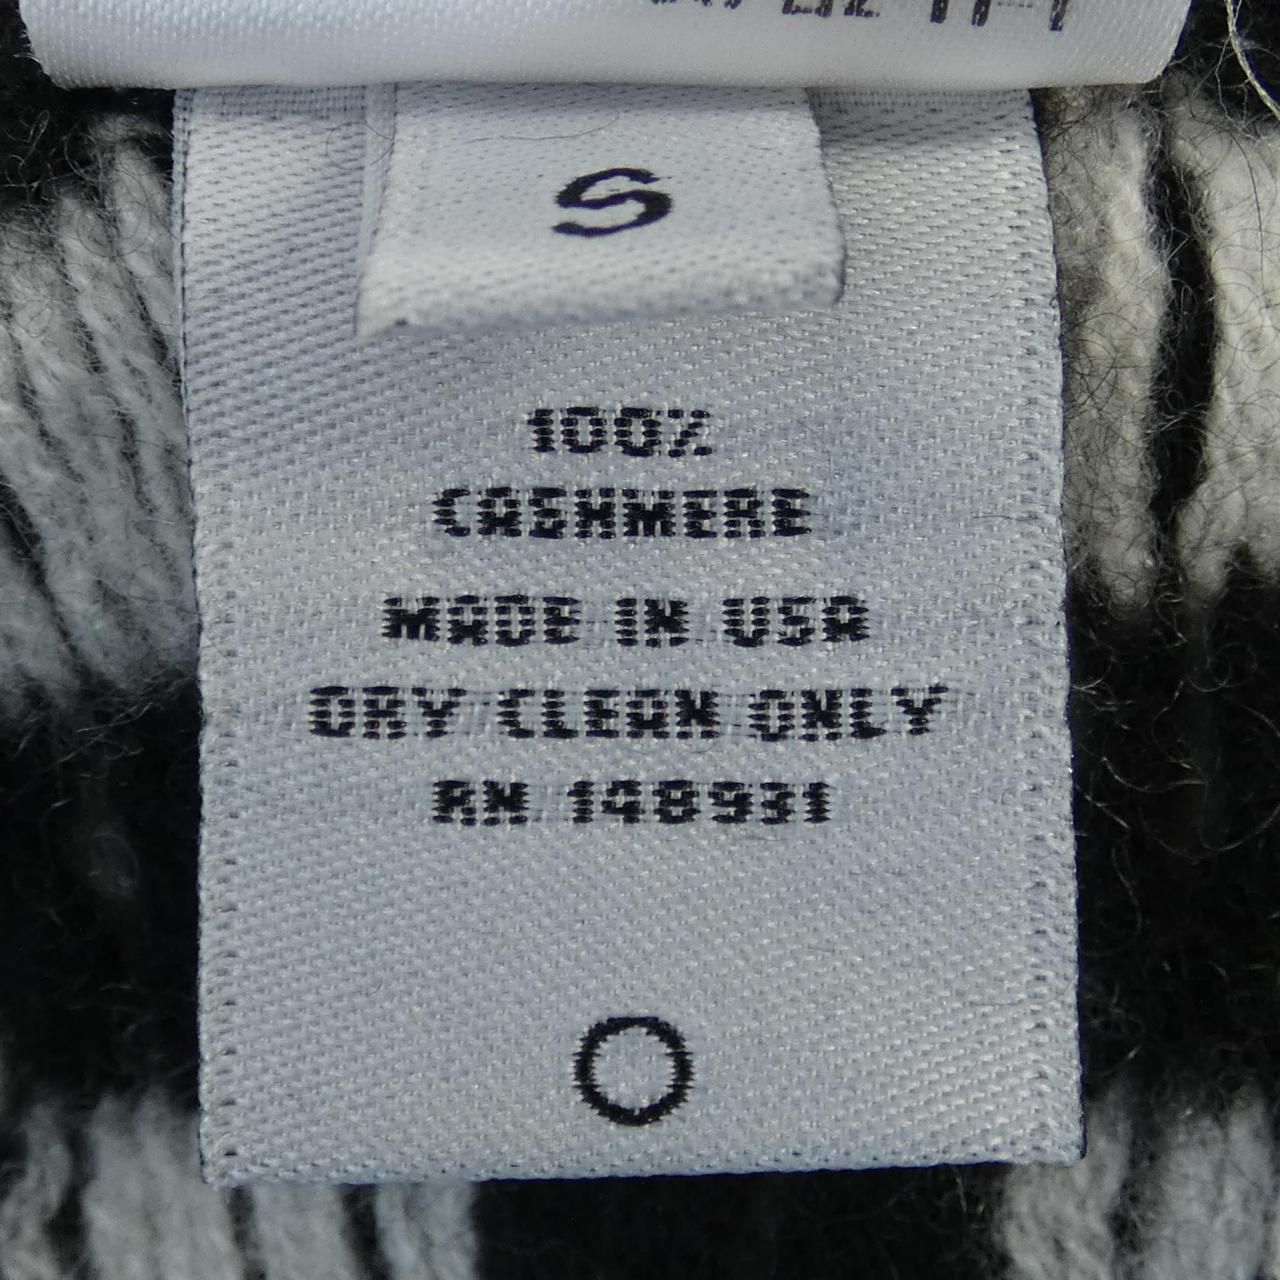 S
100%
CASHMERE
MADE IN USA
DRY CLEAN ONLY
RN 148931